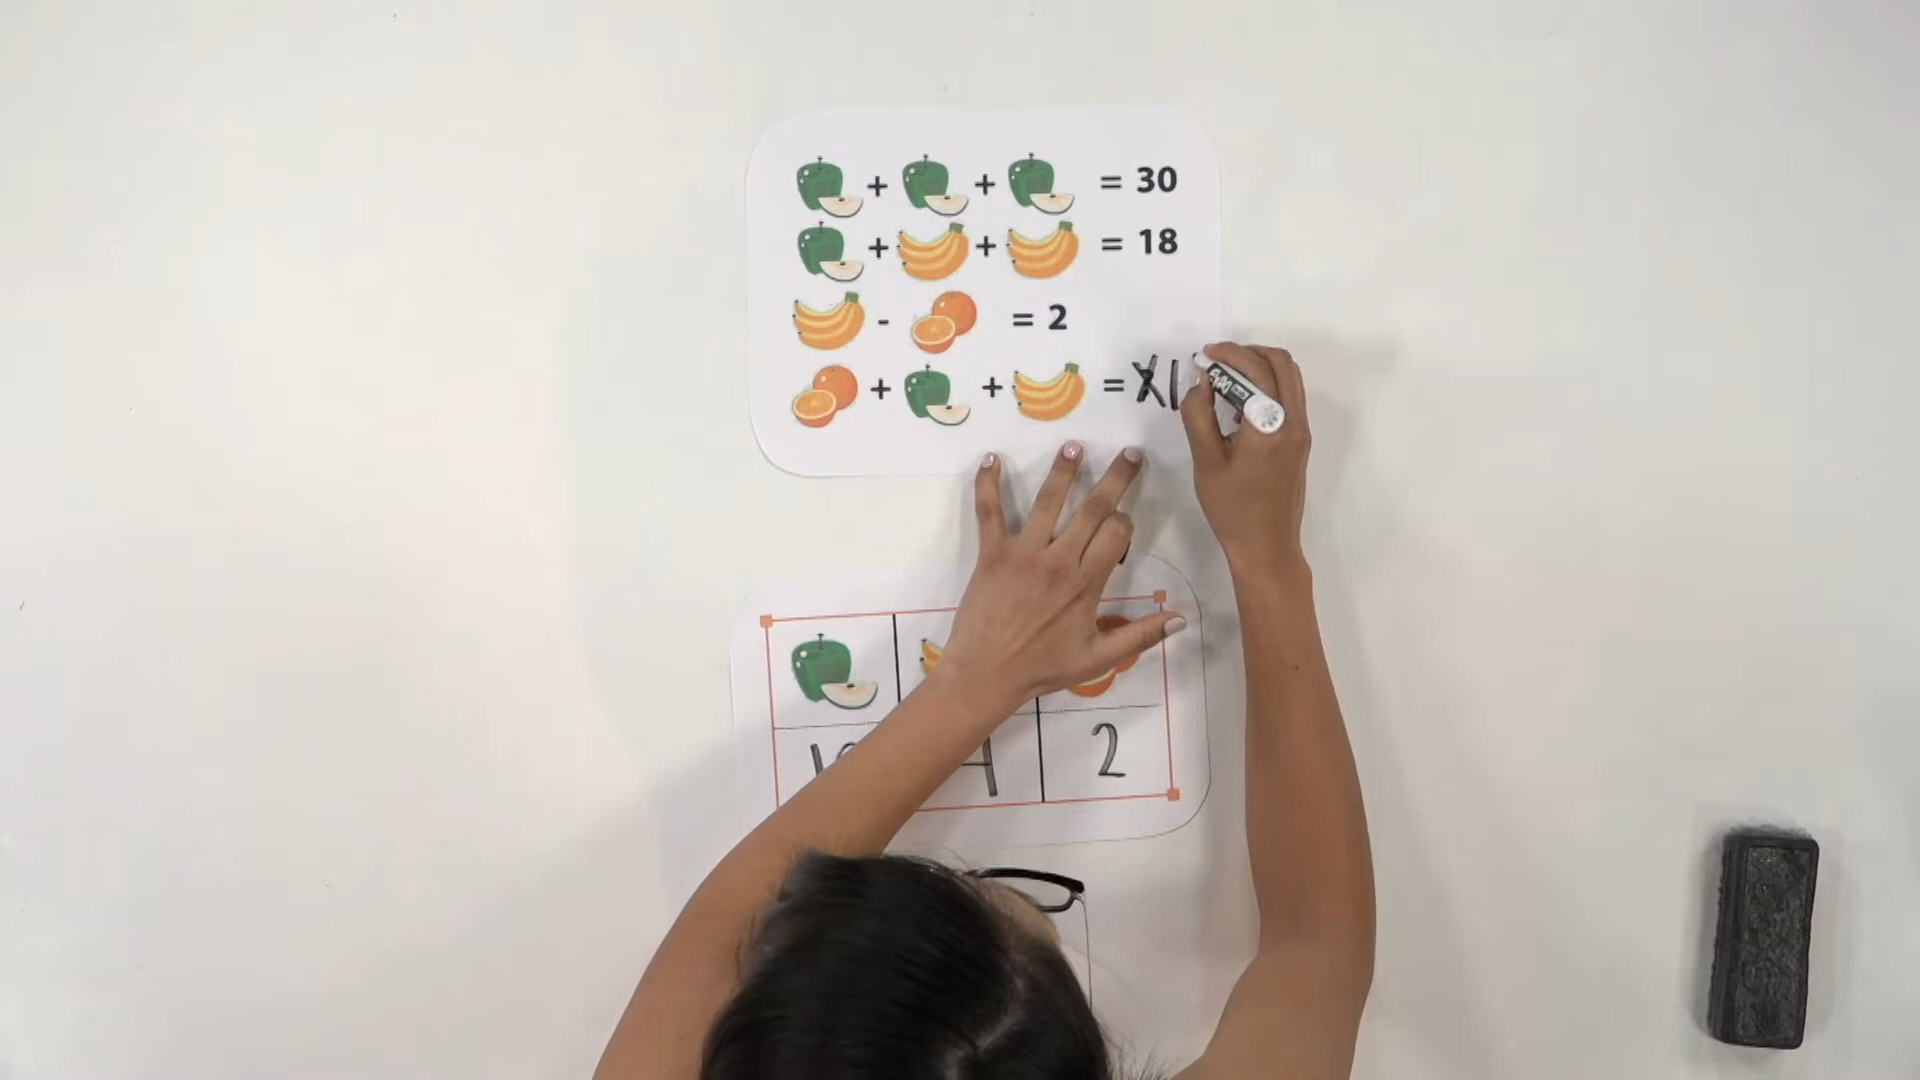 + + = 30
+ + = 18
- = 2
+ + =
2